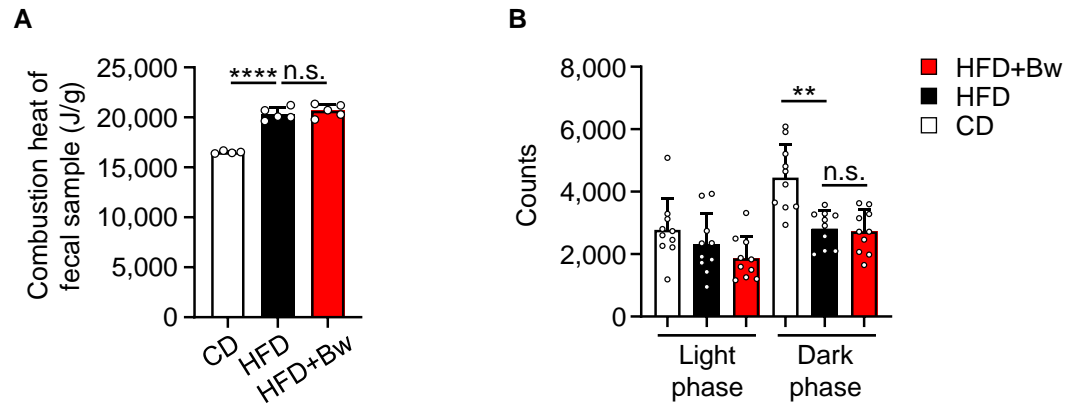 A
Combustion heat of
fecal sample (J/g)
25,000
20,000
15,000
10,000
5,000
0
**** n.s.
CD
HFD
HFD+Bw
B
Counts
8,000
6,000
4,000
2,000
0
**
n.s.
Light
phase
Dark
phase
HFD+Bw
HFD
CD